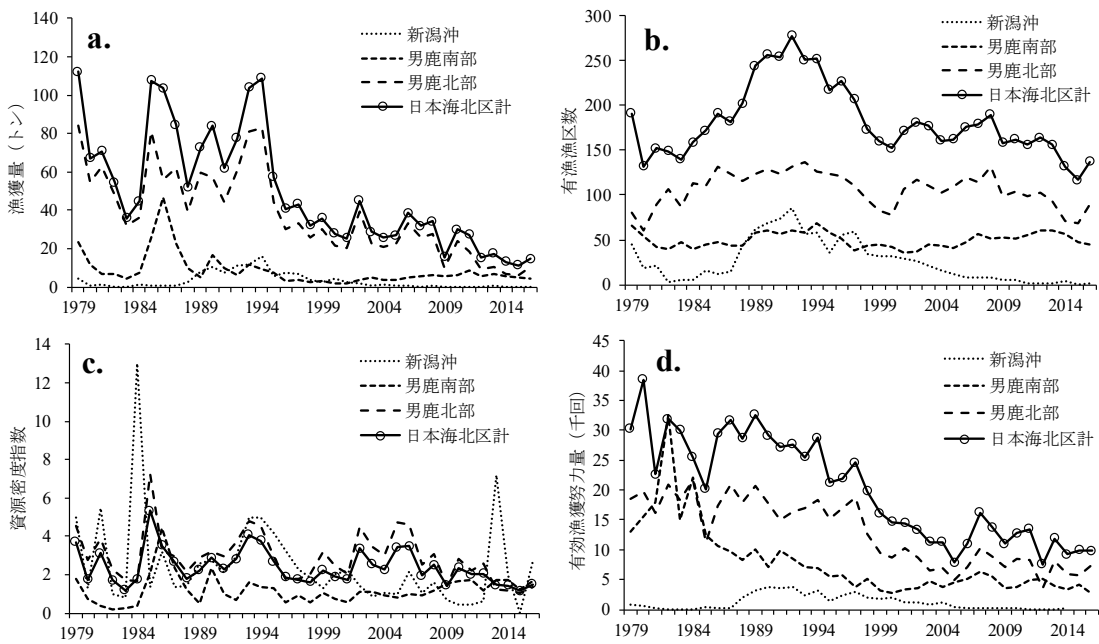 a.
漁獲量（トン）
140
120
100
80
60
40
20
0
1979 1984 1989 1994 1999 2004 2009 2014
新潟沖
男鹿南部
男鹿北部
日本海北区計
b.
有漁漁区数
300
250
200
150
100
50
0
1979 1984 1989 1994 1999 2004 2009 2014
新潟沖
男鹿南部
男鹿北部
日本海北区計
c.
資源密度指数
14
12
10
8
6
4
2
0
1979 1984 1989 1994 1999 2004 2009 2014
新潟沖
男鹿南部
男鹿北部
日本海北区計
d.
有効漁獲努力量（千回）
45
40
35
30
25
20
15
10
5
0
1979 1984 1989 1994 1999 2004 2009 2014
新潟沖
男鹿南部
男鹿北部
日本海北区計